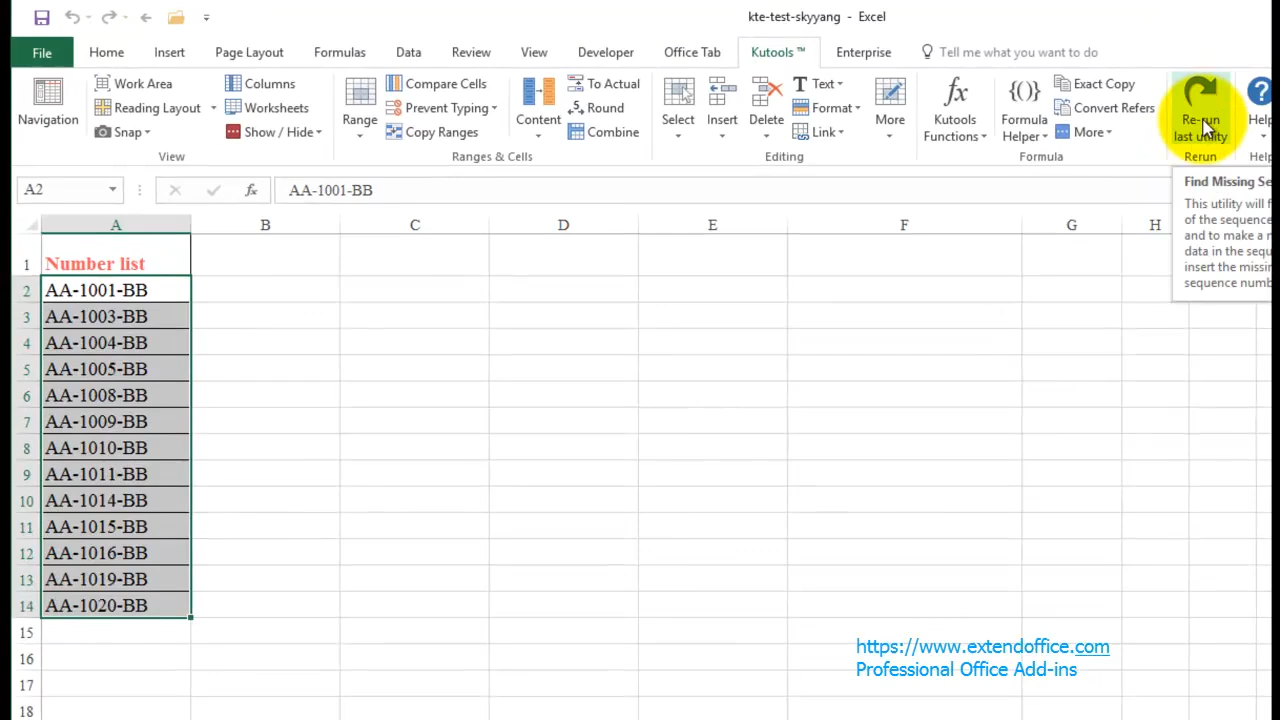 kte-test-skyyang - Excel
File Home Insert Page Layout Formulas Data Review View Developer Office Tab Kutools ™ Enterprise Tell me what you want to do
Navigation
Work Area
Reading Layout
Snap
Columns
Worksheets
Show / Hide
View
Range
Compare Cells
Prevent Typing
Copy Ranges
Content
To Actual
Round
Combine
Ranges & Cells
Select
Insert
Delete
Text
Format
Link
More
Editing
Kutools
Functions
Formula
Helper
Exact Copy
Convert Refers
More
Formula
Re-run
last utility
Rerun
Help
Help
A2
fx
AA-1001-BB
Find Missing Se
This utility will f
of the sequence
and to make a n
data in the sequ
insert the missin
sequence numb
A B C D E F G H
1 Number list
2 AA-1001-BB
3 AA-1003-BB
4 AA-1004-BB
5 AA-1005-BB
6 AA-1008-BB
7 AA-1009-BB
8 AA-1010-BB
9 AA-1011-BB
10 AA-1014-BB
11 AA-1015-BB
12 AA-1016-BB
13 AA-1019-BB
14 AA-1020-BB
15
16
17
18
https://www.extendoffice.com
Professional Office Add-ins